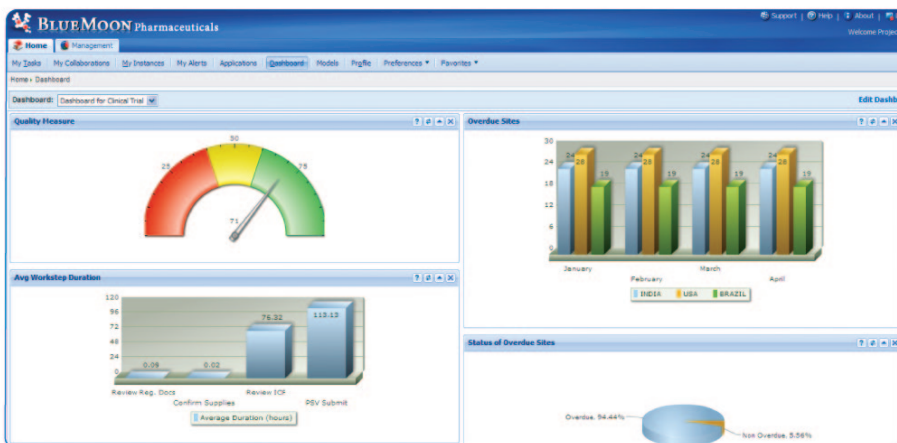 BLUEMOON Pharmaceuticals
Support | Help | About |
Welcome Projec
Home Management
My Tasks My Collaborations My Instances My Alerts Applications Dashboard Models Profile Preferences Favorites
Home › Dashboard
Dashboard: Dashboard for Clinical Trial
Edit Dashb
Quality Measure
25
50
75
71
Overdue Sites
30
24
18
12
6
0
24 28 19 24 28 19 24 28 19 24 28 19
January February March April
INDIA USA BRAZIL
Avg Workstep Duration
120
96
72
48
24
0
0.02
113.13
Review Reg. Docs Confirm Supplies Review ICF PSV Submit
Average Duration (hours)
Status of Overdue Sites
Overdue, 94.44%
Non Overdue, 5.56%